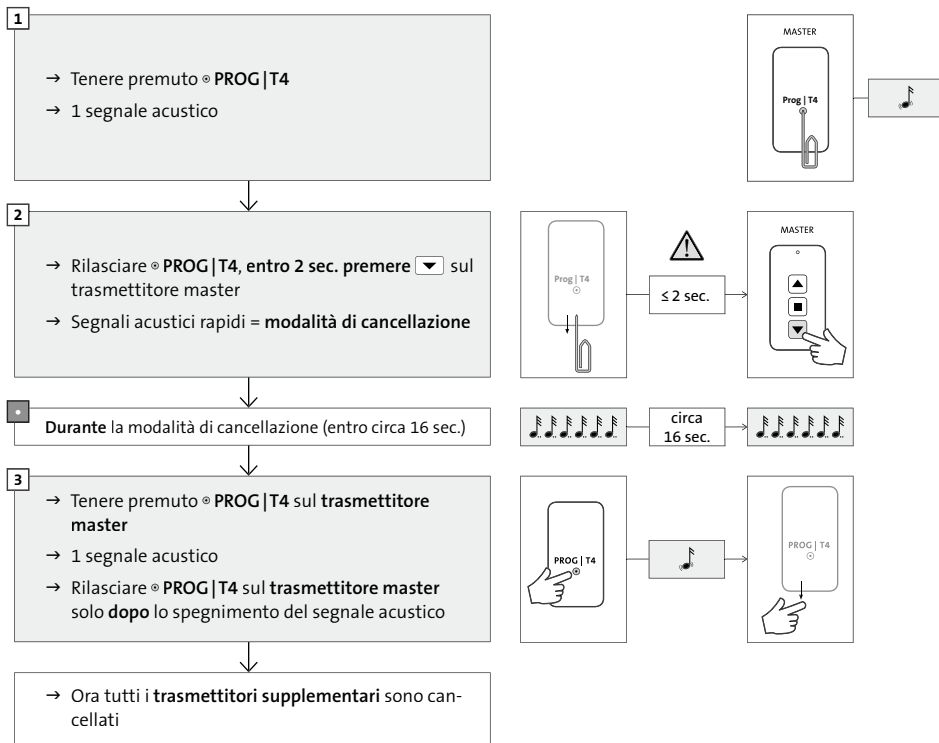 1
→ Tenere premuto ⊙ PROG|T4
→ 1 segnale acustico
MASTER
Prog | T4
2
→ Rilasciare ⊙ PROG|T4, entro 2 sec. premere ▼ sul
trasmettitore master
→ Segnali acustici rapidi = modalità di cancellazione
Prog | T4
≤ 2 sec.
MASTER
Durante la modalità di cancellazione (entro circa 16 sec.)
circa
16 sec.
3
→ Tenere premuto ⊙ PROG|T4 sul trasmettitore
master
→ 1 segnale acustico
→ Rilasciare ⊙ PROG|T4 sul trasmettitore master
solo dopo lo spegnimento del segnale acustico
PROG | T4
PROG | T4
→ Ora tutti i trasmettitori supplementari sono can-
cellati